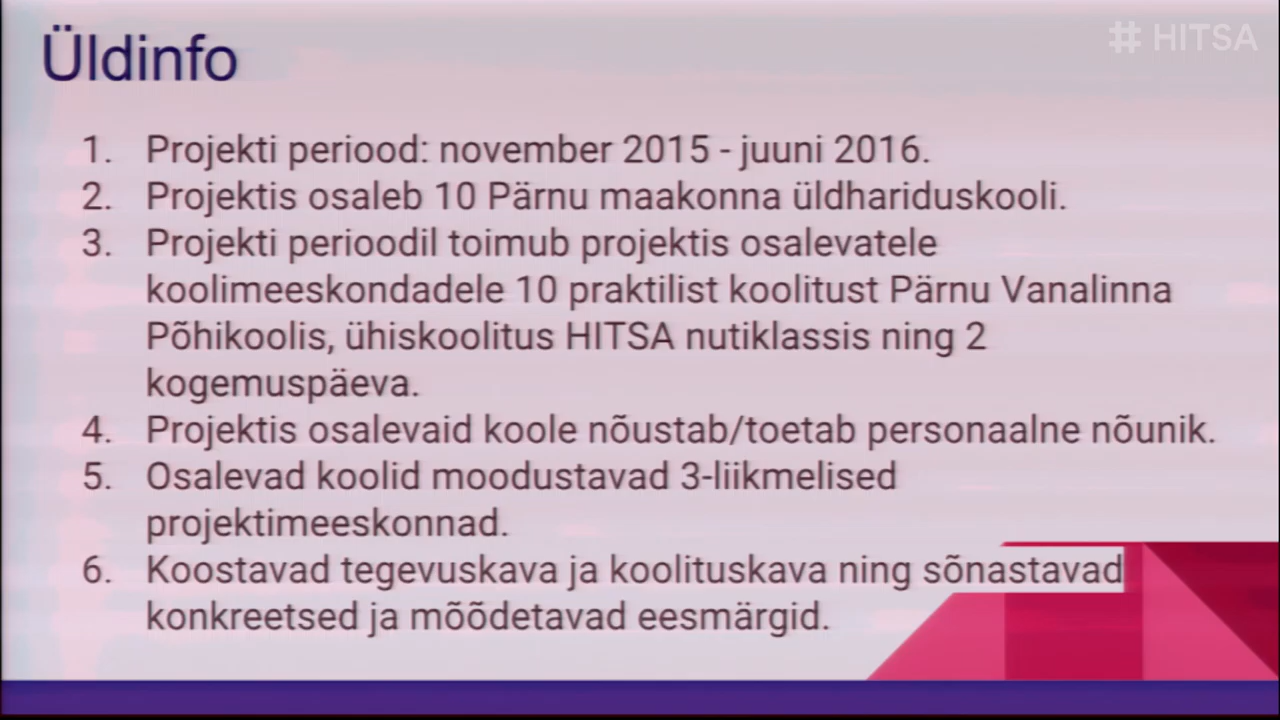 Üldinfo
# HITSA
1. Projekti periood: november 2015 - juuni 2016.
2. Projektis osaleb 10 Pärnu maakonna üldhariduskooli.
3. Projekti perioodil toimub projektis osalevatele
koolimeeskondadele 10 praktilist koolitust Pärnu Vanalinna
Põhikoolis, ühiskoolitus HITSA nutiklassis ning 2
kogemuspäeva.
4. Projektis osalevaid koole nõustab/toetab personaalne nõunik.
5. Osalevad koolid moodustavad 3-liikmelised
projektimeeskonnad.
6. Koostavad tegevuskava ja koolituskava ning sõnastavad
konkreetsed ja mõõdetavad eesmärgid.